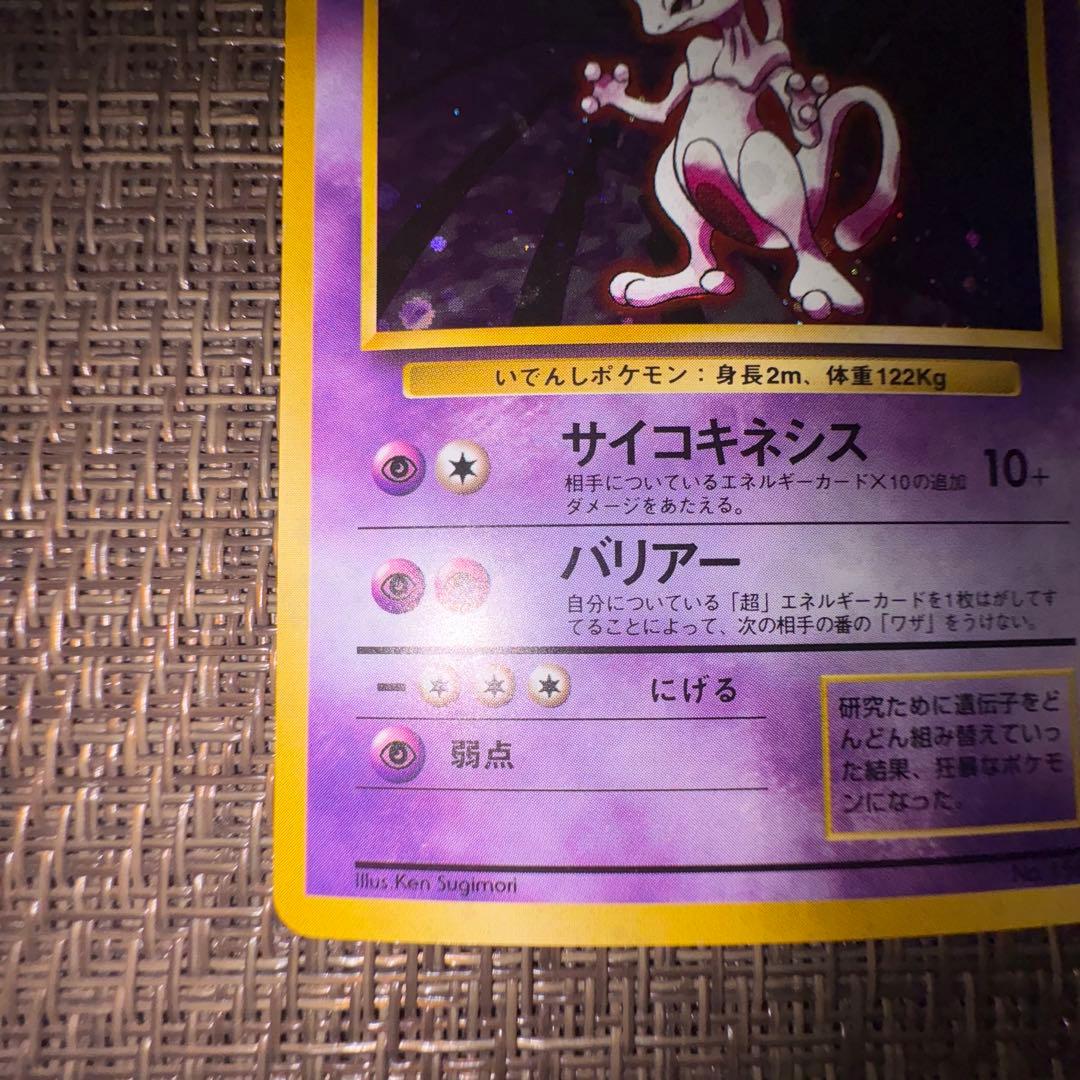 いでんしポケモン：身長2m、体重122Kg
サイコキネシス 10+
相手についているエネルギーカード×10の追加
ダメージをあたえる。
バリアー
自分についている「超」エネルギーカードを1枚はがしてす
てることによって、次の相手の番の「ワザ」をうけない。
にげる
弱点
研究ために遺伝子をど
んどん組み替えていっ
た結果、狂暴なポケモ
ンになった。
Illus. Ken Sugimori
No.